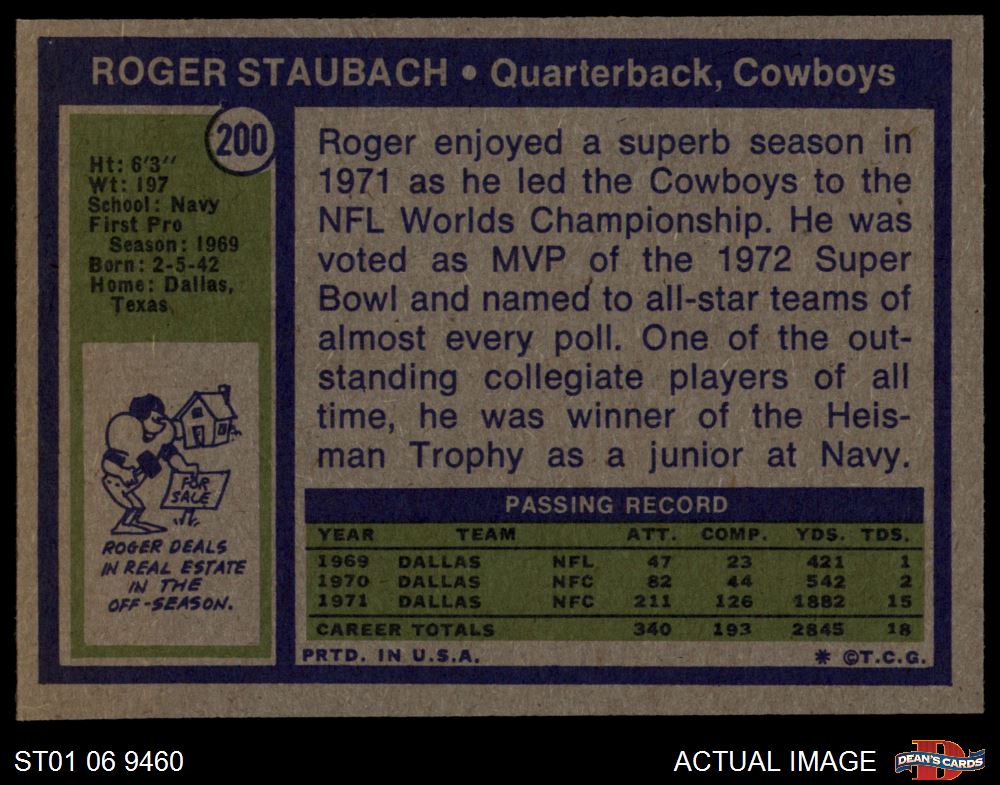 ROGER STAUBACH • Quarterback, Cowboys
200
Ht: 6'3"
Wt: 197
School: Navy
First Pro
Season: 1969
Born: 2-5-42
Home: Dallas,
Texas
FOR
SALE
ROGER DEALS
IN REAL ESTATE
IN THE
OFF-SEASON.
Roger enjoyed a superb season in
1971 as he led the Cowboys to the
NFL Worlds Championship. He was
voted as MVP of the 1972 Super
Bowl and named to all-star teams of
almost every poll. One of the out-
standing collegiate players of all
time, he was winner of the Heis-
man Trophy as a junior at Navy.
PASSING RECORD
YEAR TEAM ATT. COMP. YDS. TDS.
1969 DALLAS NFL 47 23 421 1
1970 DALLAS NFC 82 44 542 2
1971 DALLAS NFC 211 126 1882 15
CAREER TOTALS 340 193 2845 18
PRTD. IN U.S.A. * ©T.C.G.
ST01 06 9460 ACTUAL IMAGE
D
DEAN'S CARDS